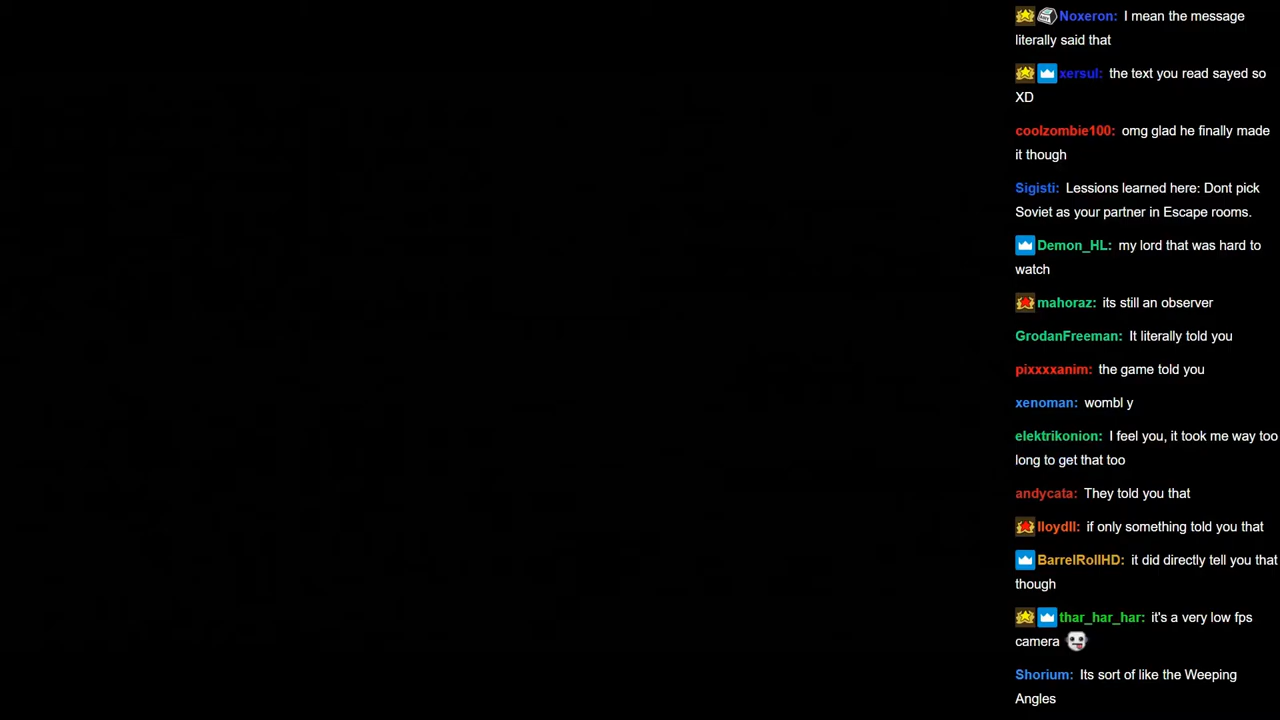 Noxeron: I mean the message
literally said that
xersul: the text you read sayed so
XD
coolzombie100: omg glad he finally made
it though
Sigisti: Lessions learned here: Dont pick
Soviet as your partner in Escape rooms.
Demon_HL: my lord that was hard to
watch
mahoraz: its still an observer
GrodanFreeman: It literally told you
pixxxxanim: the game told you
xenoman: wombl y
elektrikonion: I feel you, it took me way too
long to get that too
andycata: They told you that
lloydll: if only something told you that
BarrelRollHD: it did directly tell you that
though
thar_har_har: it's a very low fps
camera
Shorium: Its sort of like the Weeping
Angles